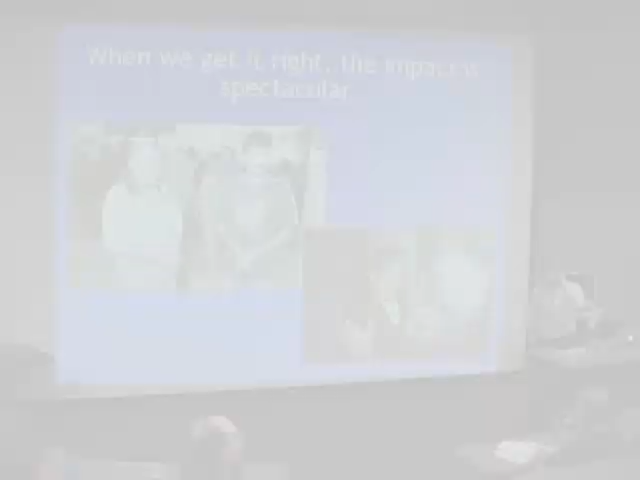 When we get it right, the impact is
spectacular